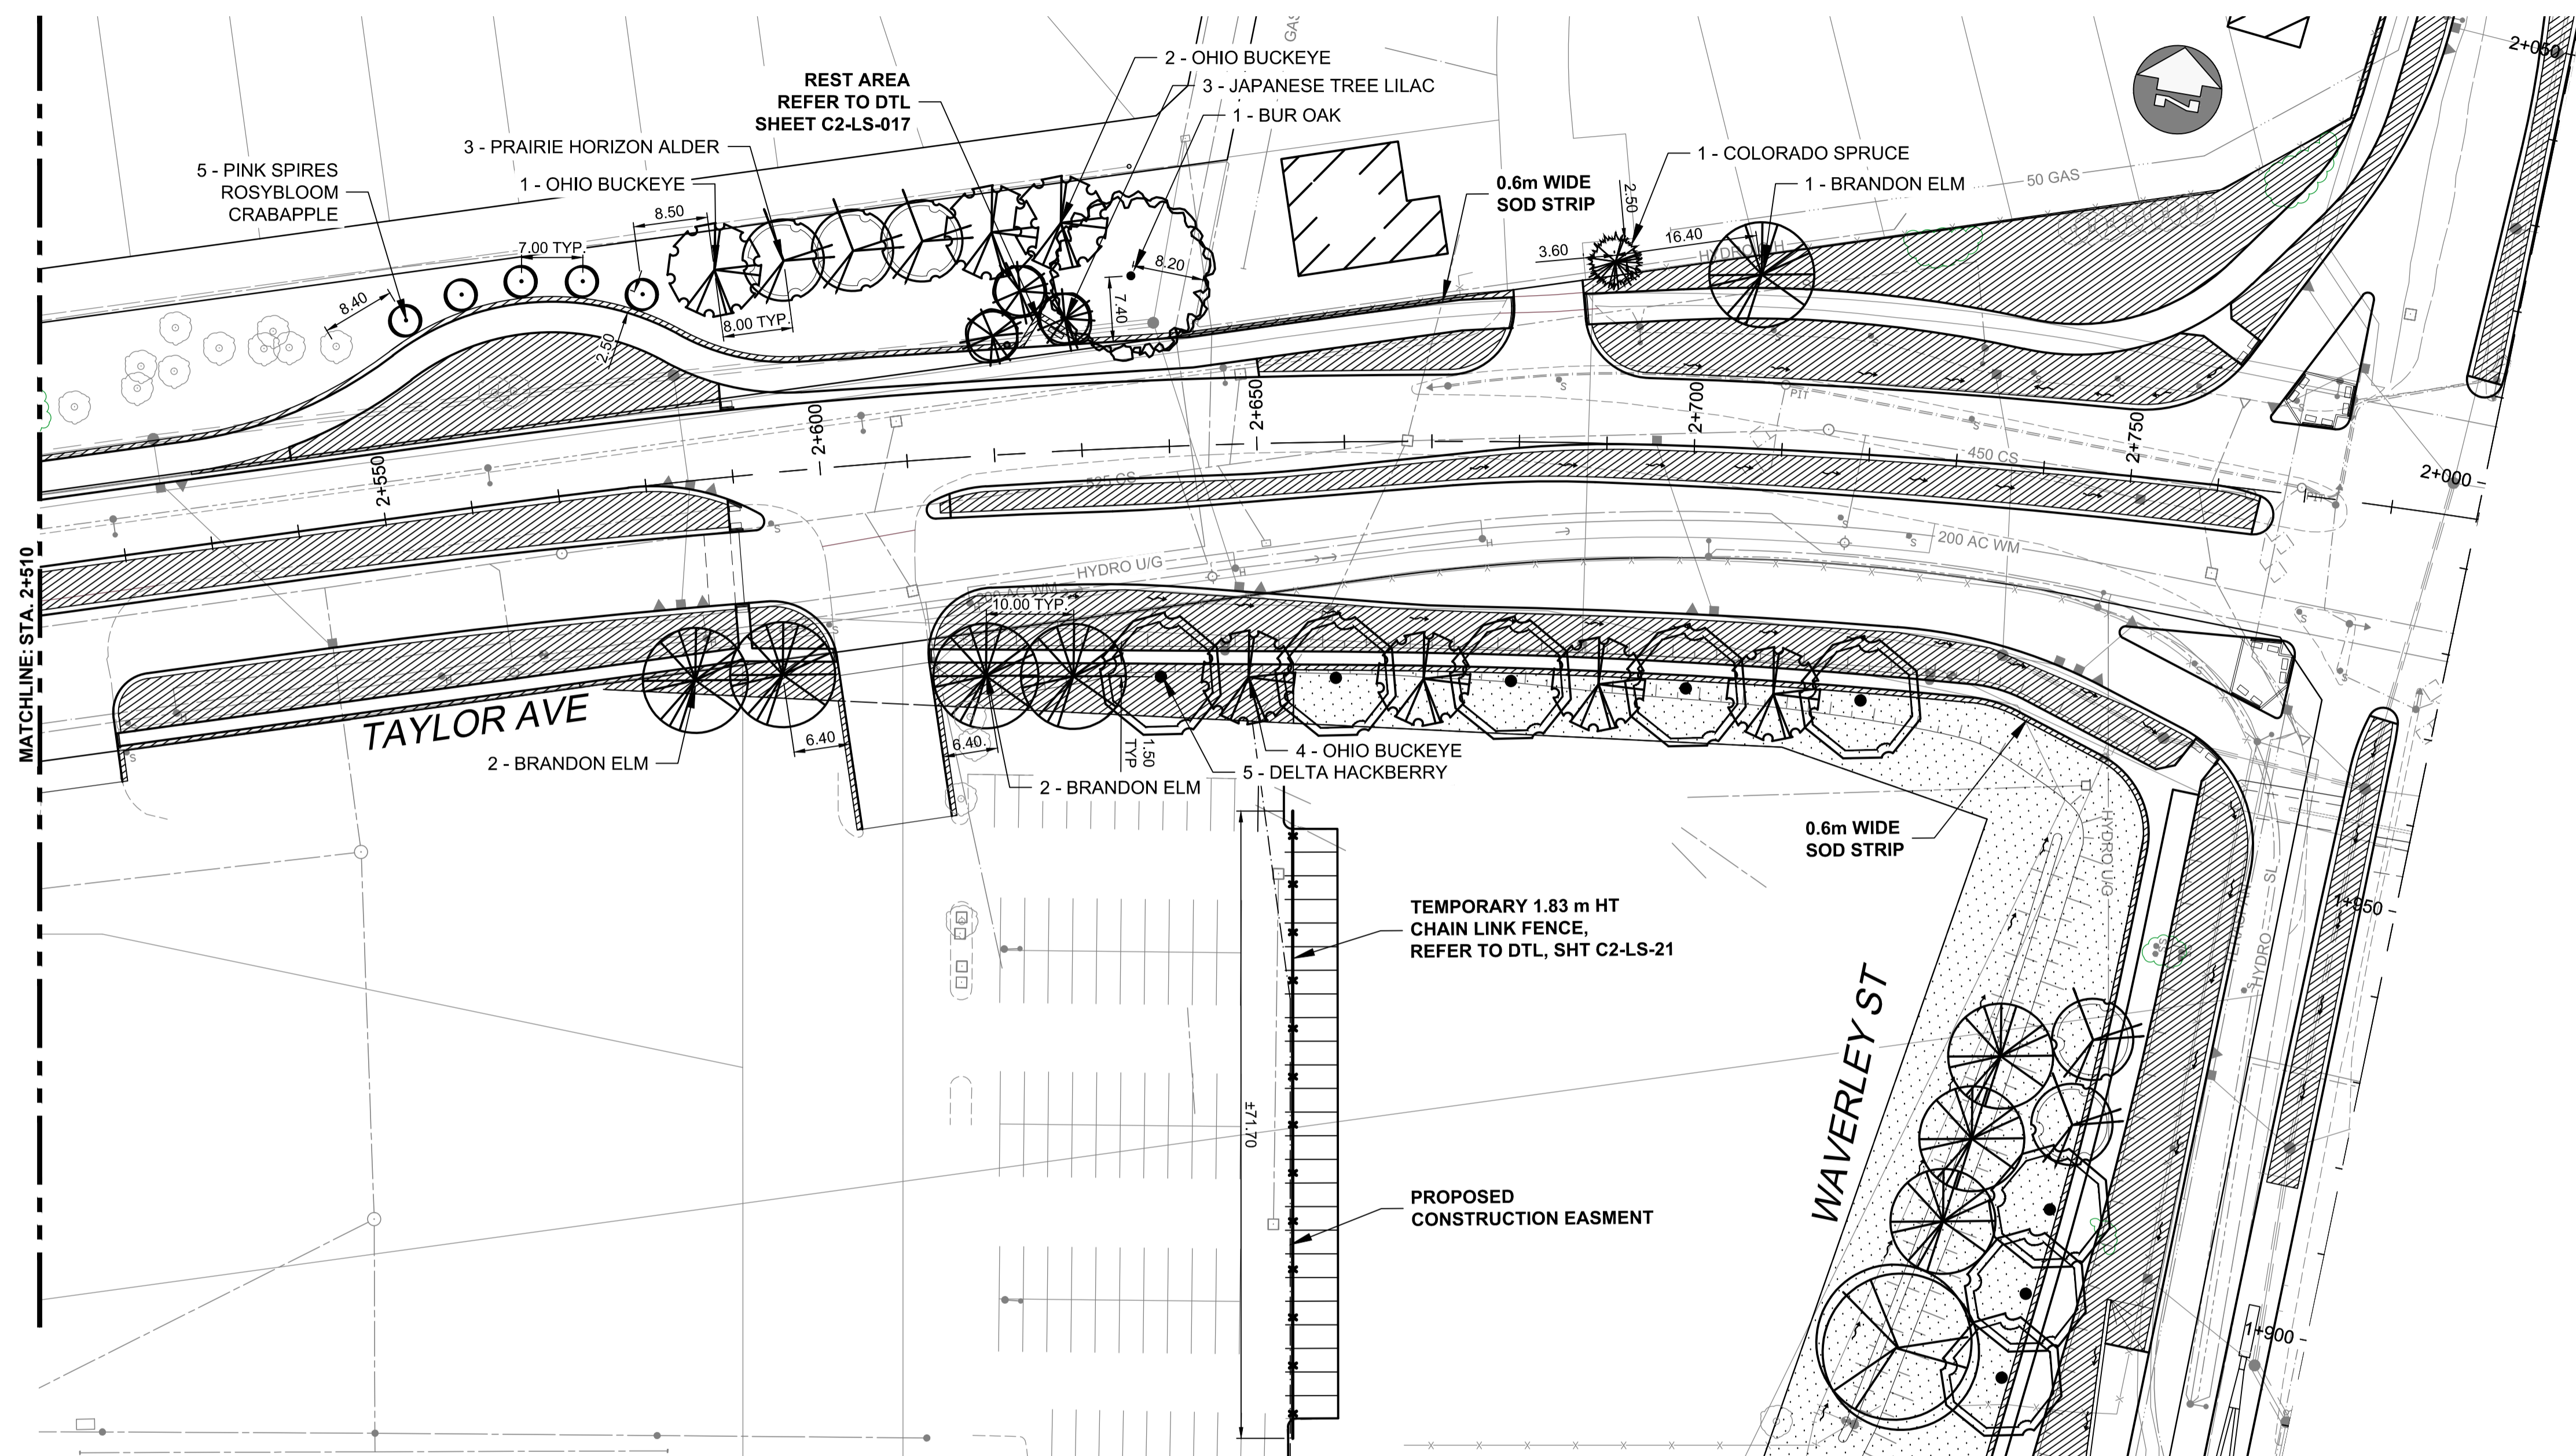 2+050
GAS
2 - OHIO BUCKEYE
3 - JAPANESE TREE LILAC
1 - BUR OAK
REST AREA
REFER TO DTL
SHEET C2-LS-017
3 - PRAIRIE HORIZON ALDER
1 - OHIO BUCKEYE
5 - PINK SPIRES
ROSYBLOOM
CRABAPPLE
1 - COLORADO SPRUCE
1 - BRANDON ELM
0.6m WIDE
SOD STRIP
50 GAS
N
8.50
7.00 TYP.
8.40
2.50
8.00 TYP.
8.20
7.40
2.50
3.60
16.40
PIT
2+550
2+600
2+650
2+700
2+750
2+000
525 CS
450 CS
HYDRO U/G
200 AC WM
MATCHLINE: STA. 2+510
10.00 TYP.
TAYLOR AVE
6.40
6.40
1.50
TYP
2 - BRANDON ELM
4 - OHIO BUCKEYE
5 - DELTA HACKBERRY
2 - BRANDON ELM
0.6m WIDE
SOD STRIP
HYDRO U/G
1+950
HYDRO
SL
TEMPORARY 1.83 m HT
CHAIN LINK FENCE,
REFER TO DTL, SHT C2-LS-21
±71.70
PROPOSED
CONSTRUCTION EASMENT
WAVERLEY ST
1+900